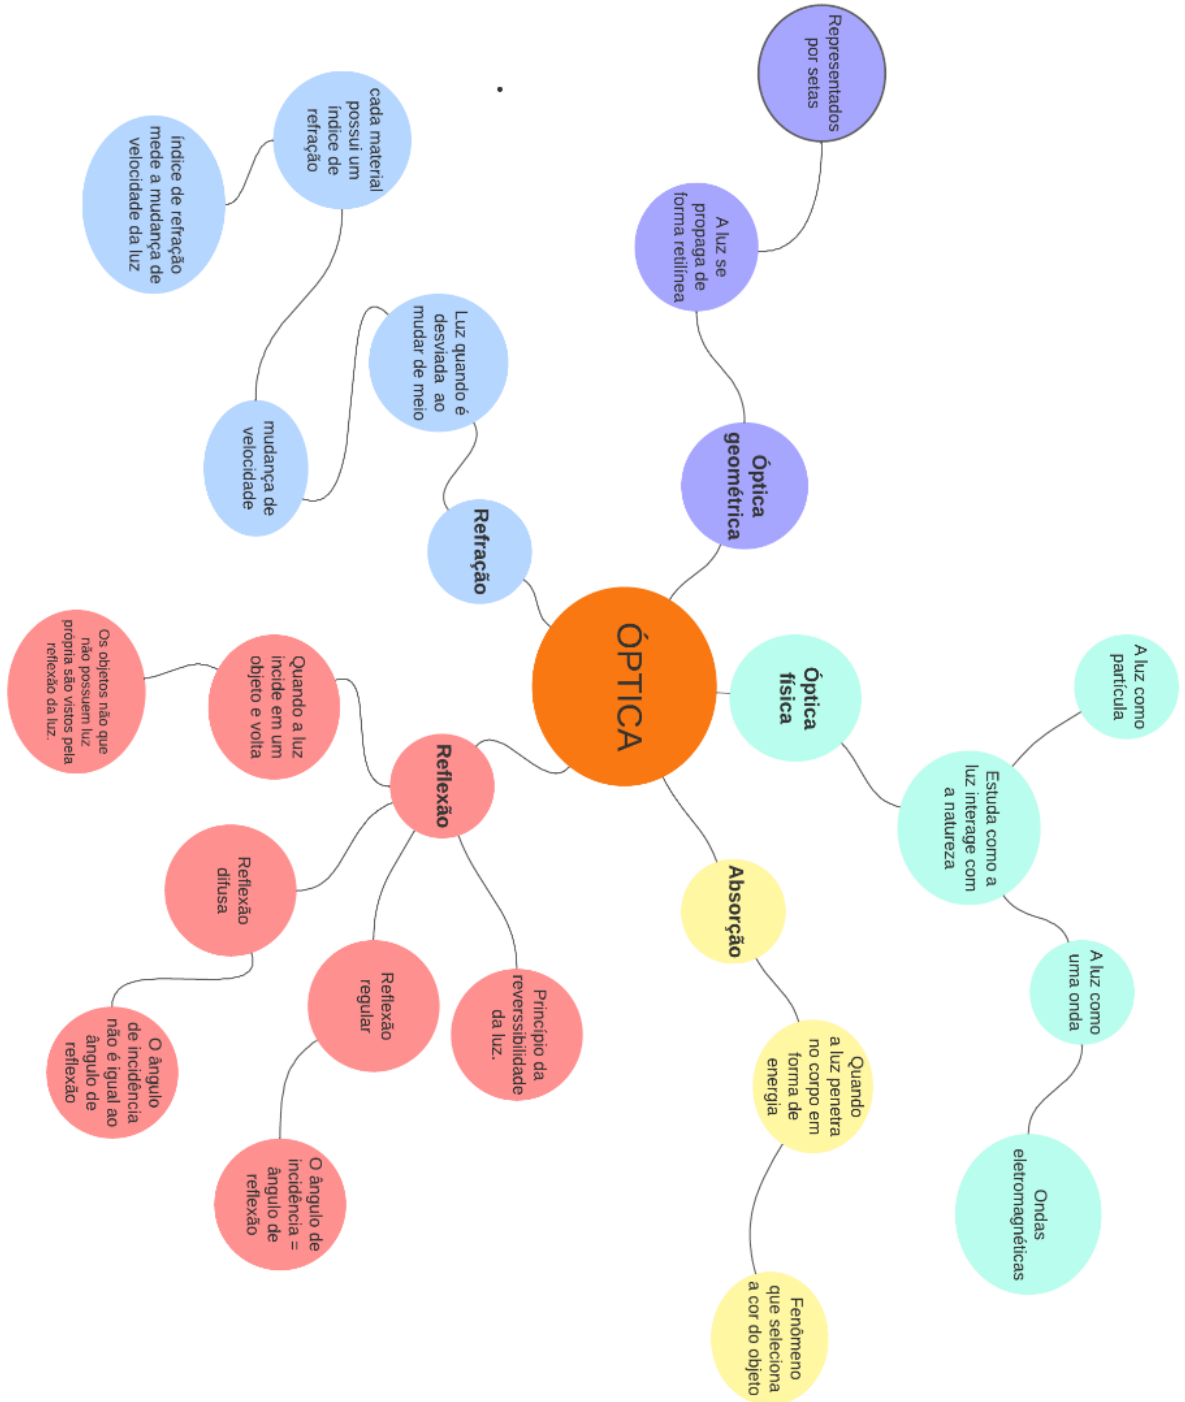 ÓPTICA
Óptica
geométrica
A luz se
propaga de
forma retilínea
Representados
por setas
Óptica
física
Estuda como a
luz interage com
a natureza
A luz como
partícula
A luz como
uma onda
Ondas
eletromagnéticas
Absorção
Quando
a luz penetra
no corpo em
forma de
energia
Fenômeno
que seleciona
a cor do objeto
Refração
Luz quando é
desviada ao
mudar de meio
mudança de
velocidade
cada material
possui um
índice de
refração
índice de refração
mede a mudança de
velocidade da luz
Reflexão
Princípio da
reverssibilidade
da luz.
Reflexão
regular
O ângulo de
incidência =
ângulo de
reflexão
Reflexão
difusa
O ângulo
de incidência
não é igual ao
ângulo de
reflexão
Quando a luz
incide em um
objeto e volta
Os objetos não que
não possuem luz
própria são vistos pela
reflexão da luz.